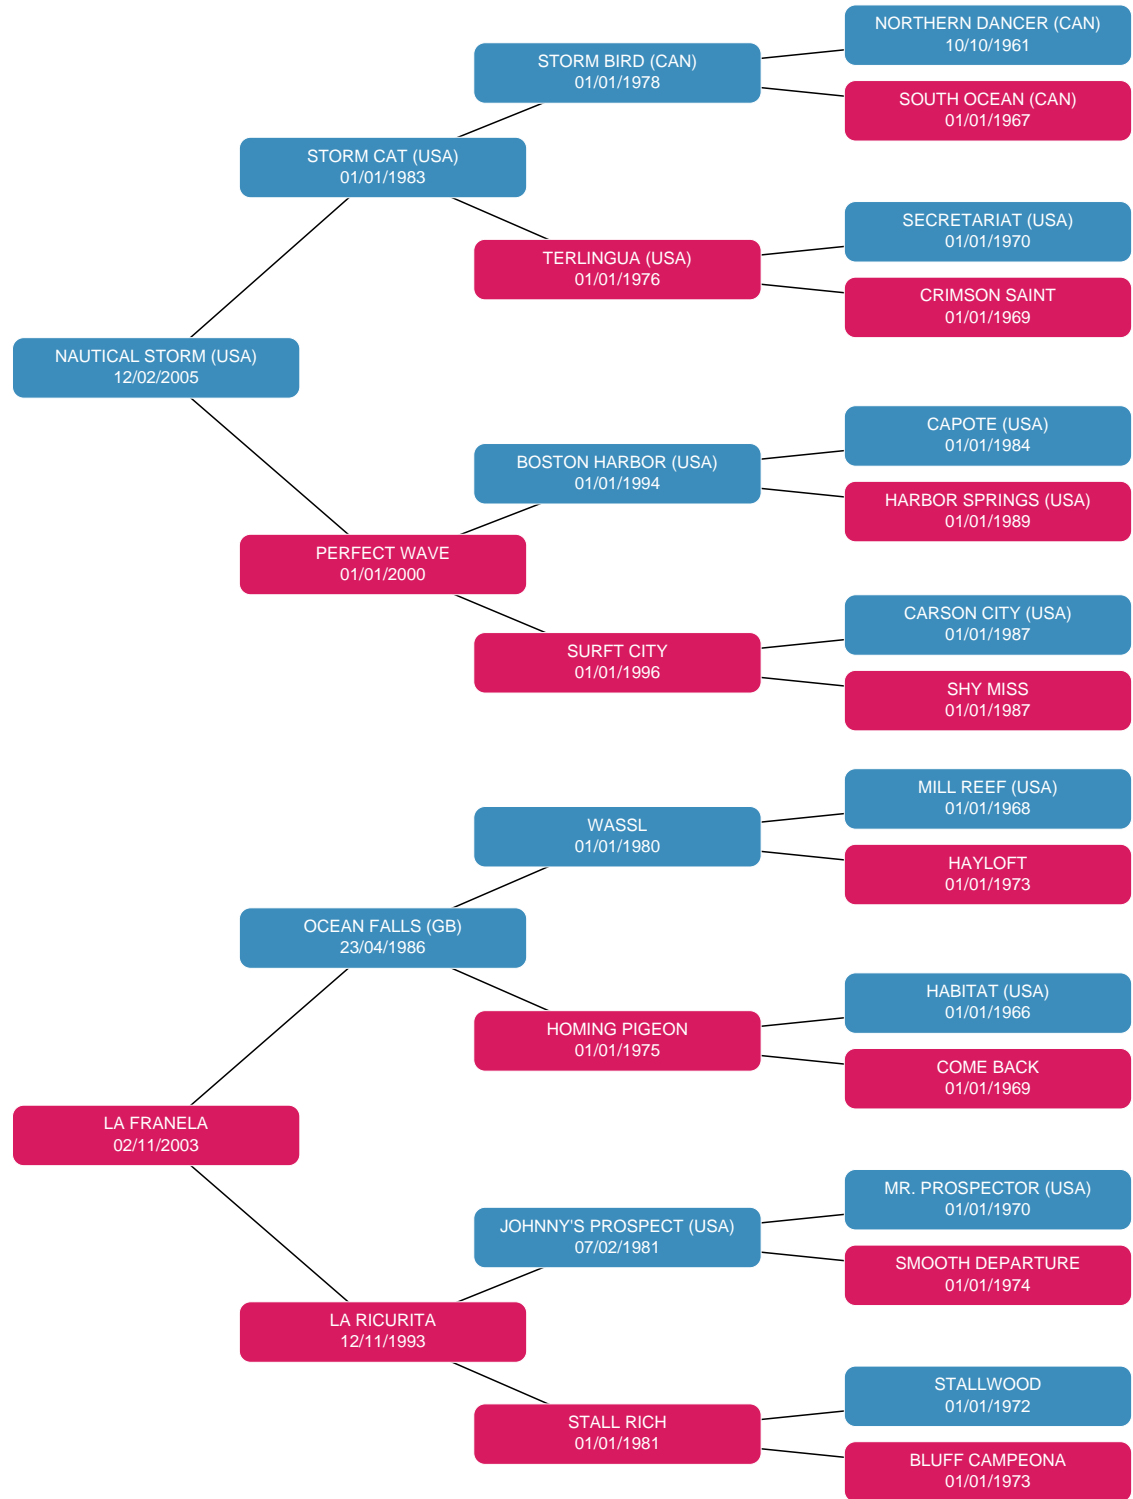 NORTHERN DANCER (CAN)
10/10/1961
STORM BIRD (CAN)
01/01/1978
SOUTH OCEAN (CAN)
01/01/1967
STORM CAT (USA)
01/01/1983
SECRETARIAT (USA)
01/01/1970
TERLINGUA (USA)
01/01/1976
CRIMSON SAINT
01/01/1969
NAUTICAL STORM (USA)
12/02/2005
CAPOTE (USA)
01/01/1984
BOSTON HARBOR (USA)
01/01/1994
HARBOR SPRINGS (USA)
01/01/1989
PERFECT WAVE
01/01/2000
CARSON CITY (USA)
01/01/1987
SURFT CITY
01/01/1996
SHY MISS
01/01/1987
MILL REEF (USA)
01/01/1968
WASSL
01/01/1980
HAYLOFT
01/01/1973
OCEAN FALLS (GB)
23/04/1986
HABITAT (USA)
01/01/1966
HOMING PIGEON
01/01/1975
COME BACK
01/01/1969
LA FRANELA
02/11/2003
MR. PROSPECTOR (USA)
01/01/1970
JOHNNY'S PROSPECT (USA)
07/02/1981
SMOOTH DEPARTURE
01/01/1974
LA RICURITA
12/11/1993
STALLWOOD
01/01/1972
STALL RICH
01/01/1981
BLUFF CAMPEONA
01/01/1973